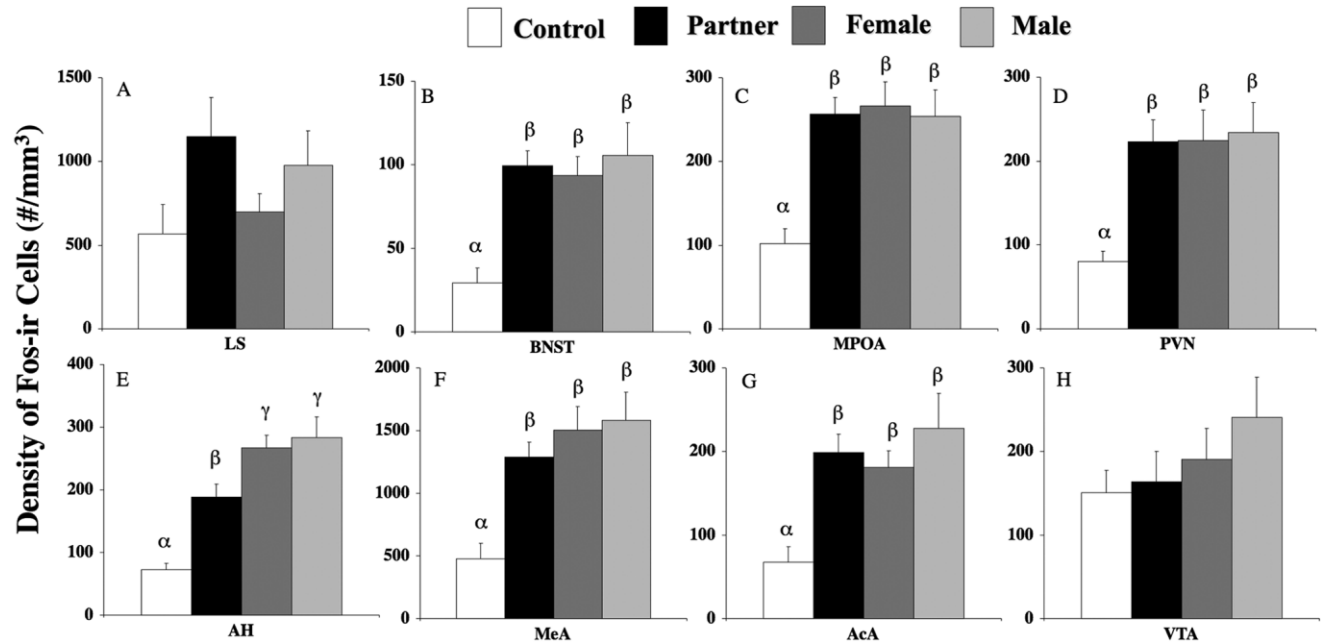 Control Partner Female Male
Density of Fos-ir Cells (#/mm³)
A
1500
1000
500
0
LS
B
150
100
50
0
α β β β
BNST
C
300
200
100
0
α β β β
MPOA
D
300
200
100
0
α β β β
PVN
E
400
300
200
100
0
α β γ γ
AH
F
2000
1500
1000
500
0
α β β β
MeA
G
300
200
100
0
α β β β
AcA
H
300
200
100
0
VTA